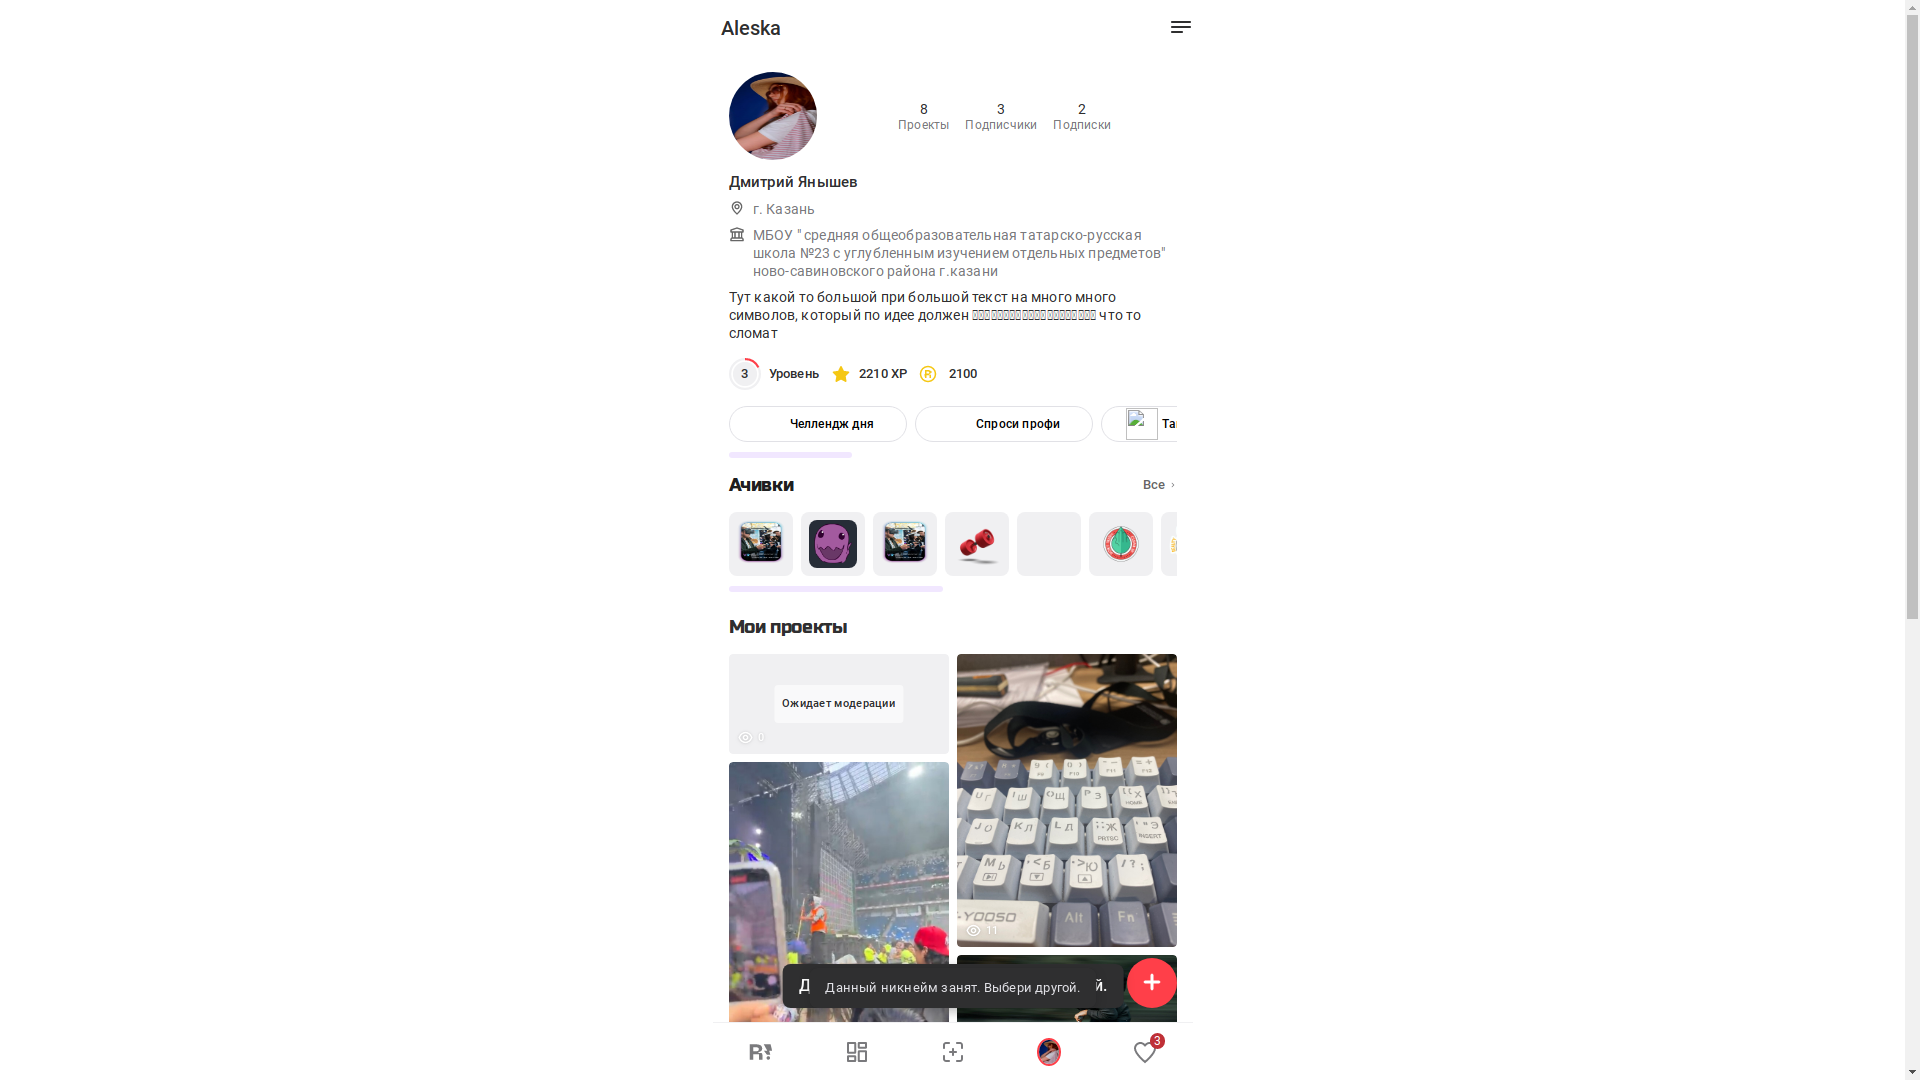 Aleska
8
3
2
Проекты
Подписчики
Подписки
Дмитрий Янышев
г. Казань
МБОУ " средняя общеобразовательная татарско-русская
школа №23 с углубленным изучением отдельных предметов"
ново-савиновского района г.казани
Тут какой то большой при большой текст на много много
символов, который по идее должен что то
сломат
3
Уровень
2210 XP
2100
Челлендж дня
Спроси профи
Та
Ачивки
Все
Мои проекты
Ожидает модерации
0
YOOSO
Alt
Fn
11
Данный никнейм занят. Выбери другой.
3